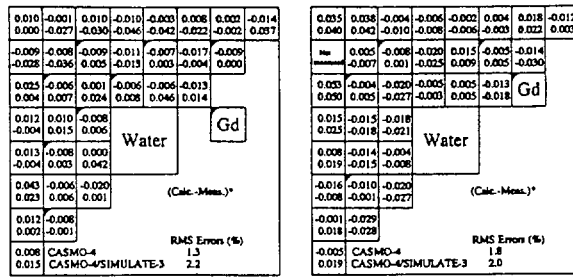 0.010 -0.001 0.010 -0.010 -0.003 0.008 0.002 -0.014
0.000 -0.027 -0.030 -0.046 -0.042 -0.022 -0.002 0.037
-0.009 -0.008 -0.009 -0.011 -0.007 -0.017 -0.009
-0.028 -0.036 0.005 -0.013 0.003 -0.004 0.000
0.025 -0.006 0.001 -0.006 -0.006 -0.013
0.004 0.007 0.024 0.008 0.046 0.014
0.012 0.010 -0.008
-0.004 0.015 0.006
Water
Gd
0.013 -0.008 0.000
-0.004 0.003 0.042
0.043 -0.006 -0.020
0.023 0.006 0.001
(Calc.-Meas.)*
0.012 -0.008
0.002 -0.001
RMS Errors (%)
0.008 CASMO-4 1.3
0.015 CASMO-4/SIMULATE-3 2.2
0.035 0.038 -0.004 -0.008 -0.002 0.004 0.018 -0.012
0.040 0.042 -0.010 -0.008 -0.006 -0.003 0.022 0.003
0.005 -0.008 -0.020 0.015 -0.005 -0.014
-0.007 0.001 -0.025 0.009 0.005 -0.030
0.053 -0.004 -0.020 -0.005 0.005 -0.013
0.050 0.005 -0.027 -0.003 0.005 -0.018
Gd
0.015 -0.015 -0.018
0.025 -0.018 -0.021
Water
0.008 -0.014 -0.004
0.019 -0.015 -0.008
-0.016 -0.010 -0.020
-0.008 -0.001 -0.027
(Calc.-Meas.)*
-0.001 -0.029
0.018 -0.028
RMS Errors (%)
-0.005 CASMO-4 1.8
0.019 CASMO-4/SIMULATE-3 2.0